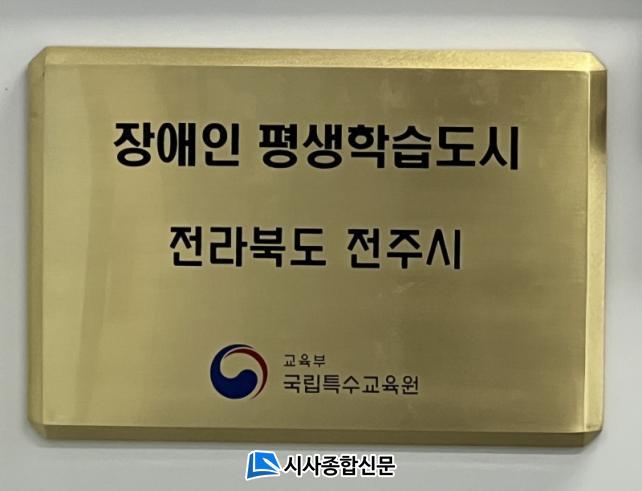 장애인 평생학습도시
전라북도 전주시
교육부
국립특수교육원
시사종합신문